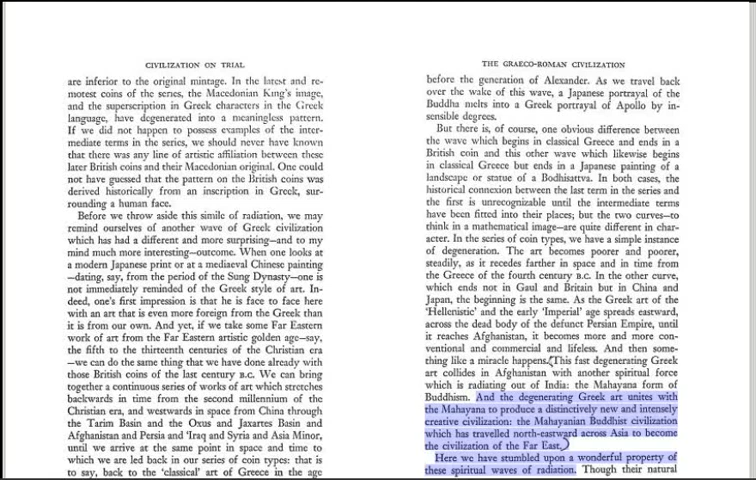 CIVILIZATION ON TRIAL
are inferior to the original mintage. In the latest and re-
motest coins of the series, the Macedonian King's image,
and the superscription in Greek characters in the Greek
language, have degenerated into a meaningless pattern.
If we did not happen to possess examples of the inter-
mediate terms in the series, we should never have known
that there was any line of artistic affiliation between these
later British coins and their Macedonian original. One could
not have guessed that the pattern on the British coins was
derived historically from an inscription in Greek, sur-
rounding a human face.
Before we throw aside this simile of radiation, we may
remind ourselves of another wave of Greek civilization
which has had a different and more surprising—and to my
mind much more interesting—outcome. When one looks at
a modern Japanese print or at a mediaeval Chinese painting
—dating, say, from the period of the Sung Dynasty—one is
not immediately reminded of the Greek style of art. In-
deed, one's first impression is that he is face to face here
with an art that is even more foreign from the Greek than
it is from our own. And yet, if we take some Far Eastern
work of art from the Far Eastern artistic golden age—say,
the fifth to the thirteenth centuries of the Christian era
—we can do the same thing that we have done already with
those British coins of the last century B.C. We can bring
together a continuous series of works of art which stretches
backwards in time from the second millennium of the
Christian era, and westwards in space from China through
the Tarim Basin and the Oxus and Jaxartes Basin and
Afghanistan and Persia and 'Iraq and Syria and Asia Minor,
until we arrive at the same point in space and time to
which we are led back in our series of coin types: that is
to say, back to the 'classical' art of Greece in the age
THE GRAECO-ROMAN CIVILIZATION
before the generation of Alexander. As we travel back
over the wake of this wave, a Japanese portrayal of the
Buddha melts into a Greek portrayal of Apollo by in-
sensible degrees.
But there is, of course, one obvious difference between
the wave which begins in classical Greece and ends in a
British coin and this other wave which likewise begins
in classical Greece but ends in a Japanese painting of a
landscape or statue of a Bodhisattva. In both cases, the
historical connexion between the last term in the series and
the first is unrecognizable until the intermediate terms
have been fitted into their places; but the two curves—to
think in a mathematical image—are quite different in char-
acter. In the series of coin types, we have a simple instance
of degeneration. The art becomes poorer and poorer,
steadily, as it recedes farther in space and in time from
the Greece of the fourth century B.C. In the other curve,
which ends not in Gaul and Britain but in China and
Japan, the beginning is the same. As the Greek art of the
'Hellenistic' and the early 'Imperial' age spreads eastward,
across the dead body of the defunct Persian Empire, until
it reaches Afghanistan, it becomes more and more con-
ventional and commercial and lifeless. And then some-
thing like a miracle happens. This fast degenerating Greek
art collides in Afghanistan with another spiritual force
which is radiating out of India: the Mahayana form of
Buddhism. And the degenerating Greek art unites with
the Mahayana to produce a distinctively new and intensely
creative civilization: the Mahayanian Buddhist civilization
which has travelled north-eastward across Asia to become
the civilization of the Far East.
Here we have stumbled upon a wonderful property of
these spiritual waves of radiation. Though their natural